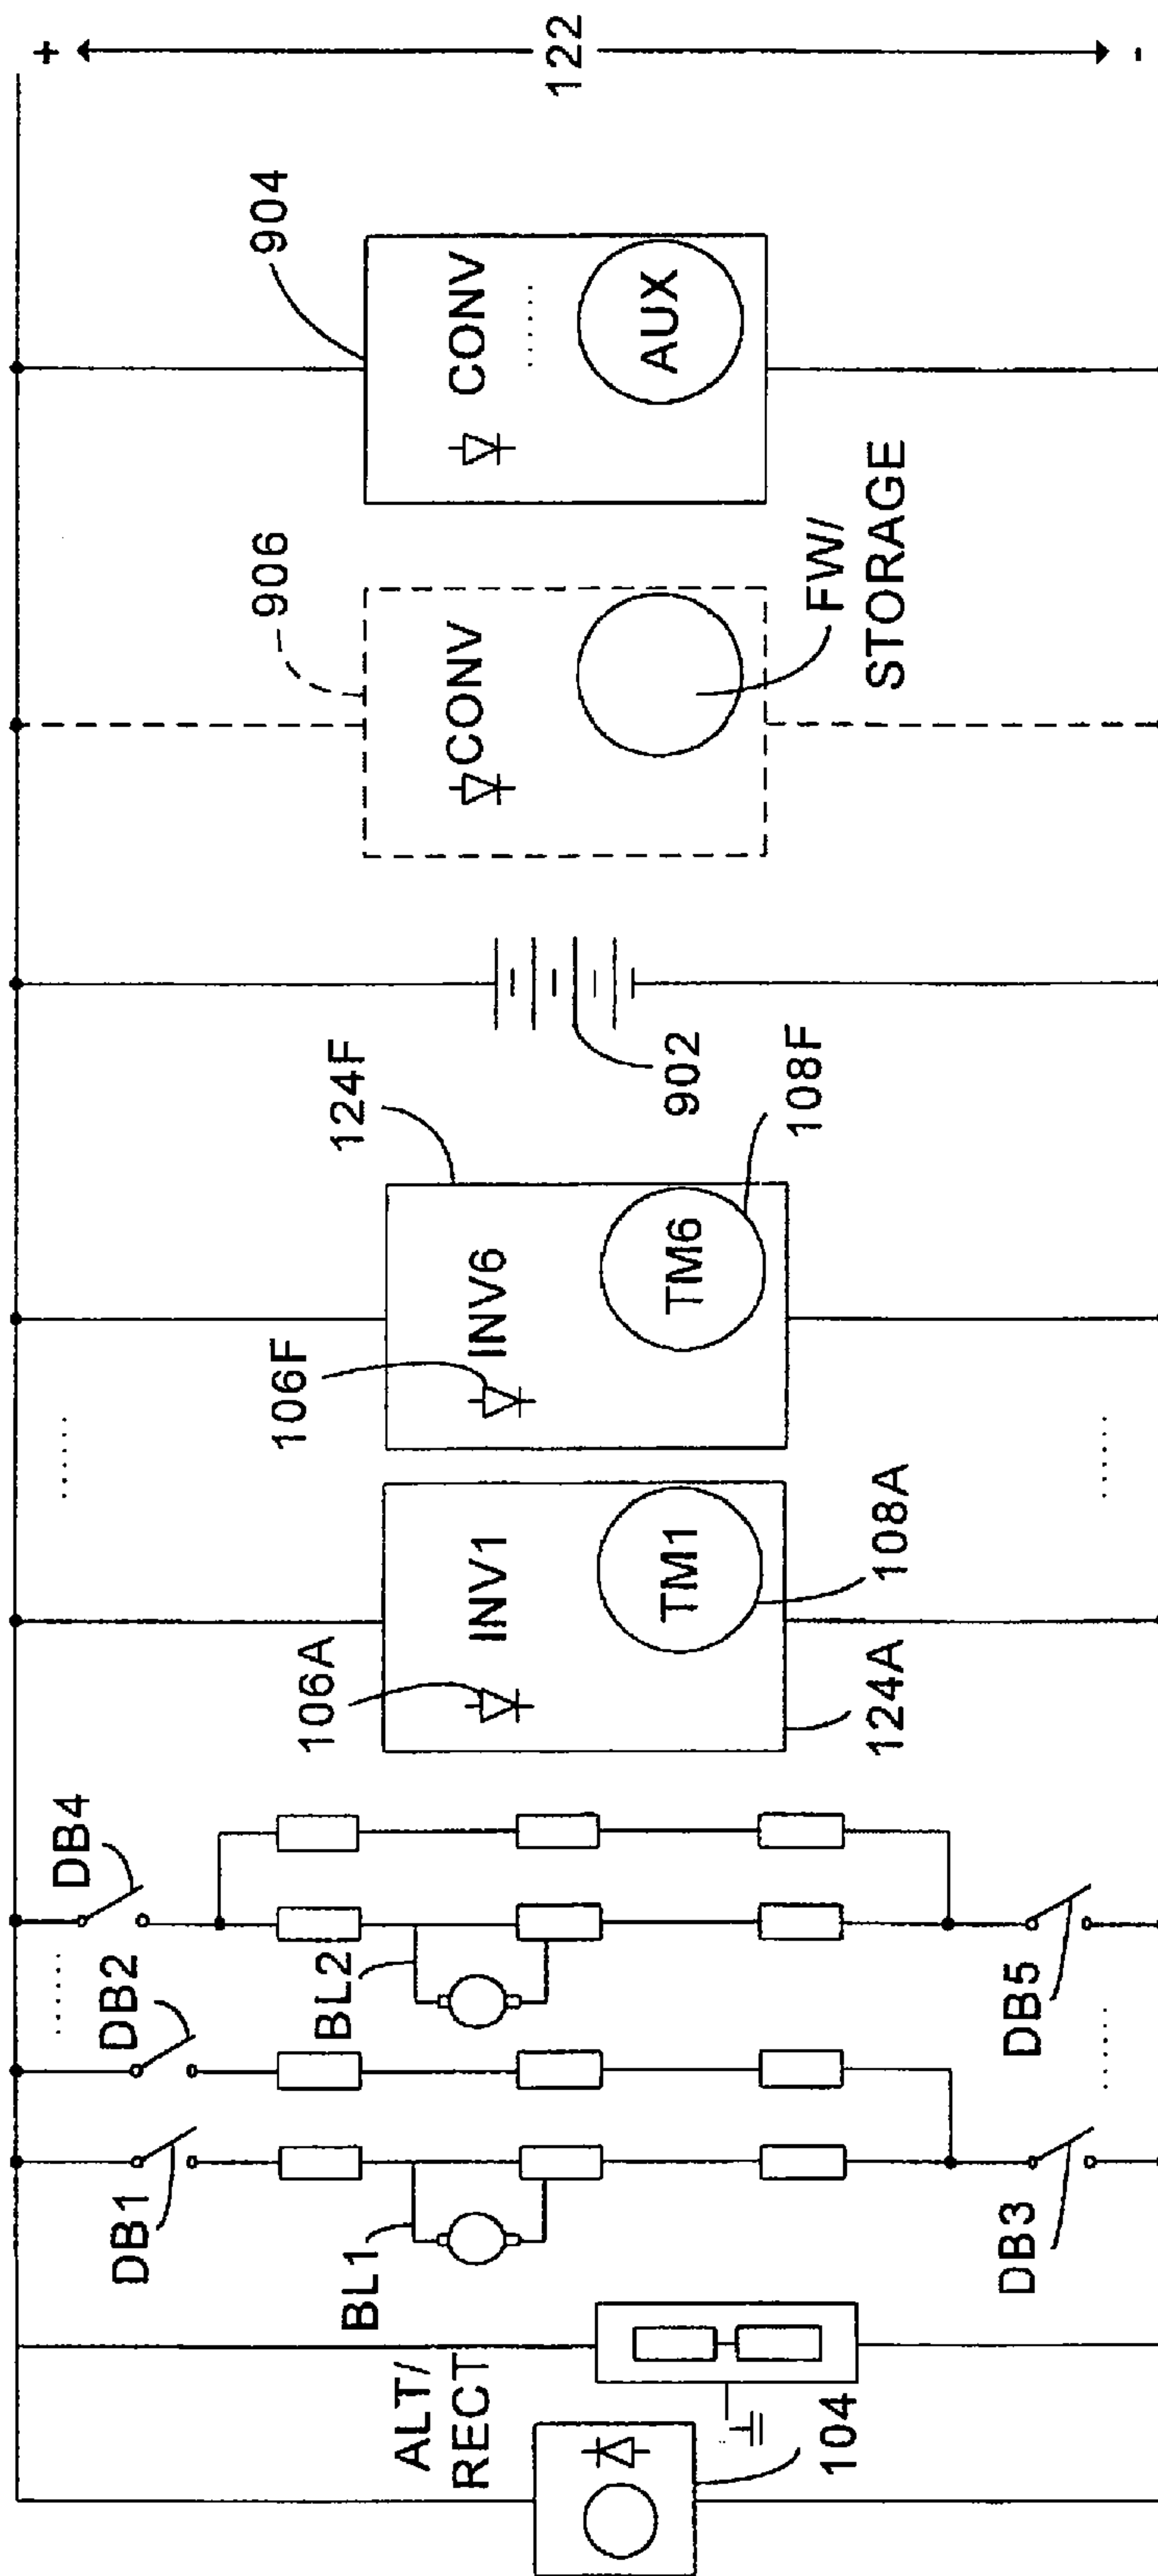 +
122
-
904
CONV
.....
AUX
906
CONV
FW/
STORAGE
902
124F
INV6
106F
TM6
108F
.....
.....
INV1
106A
TM1
108A
124A
DB4
DB2
.....
BL2
DB5
.....
DB1
BL1
DB3
ALT/
RECT
104